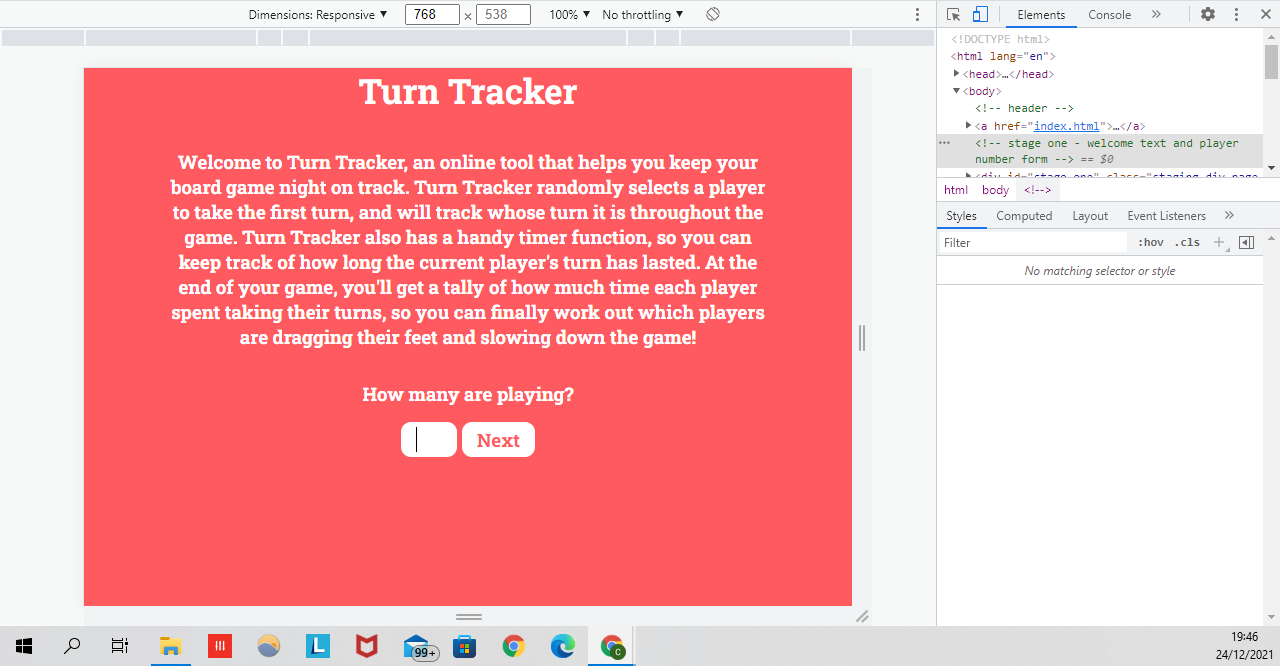 Dimensions: Responsive ▼ 768 × 538 100% ▼ No throttling ▼
Elements Console »
<!DOCTYPE html>
<html lang="en">
<head>…</head>
<body>
<!-- header -->
<a href="index.html">…</a>
<!-- stage one - welcome text and player
number form --> == $0
html body <!-->
Styles Computed Layout Event Listeners »
Filter :hov .cls +
No matching selector or style
Turn Tracker
Welcome to Turn Tracker, an online tool that helps you keep your
board game night on track. Turn Tracker randomly selects a player
to take the first turn, and will track whose turn it is throughout the
game. Turn Tracker also has a handy timer function, so you can
keep track of how long the current player's turn has lasted. At the
end of your game, you'll get a tally of how much time each player
spent taking their turns, so you can finally work out which players
are dragging their feet and slowing down the game!
How many are playing?
Next
L 99+ C
19:46
24/12/2021